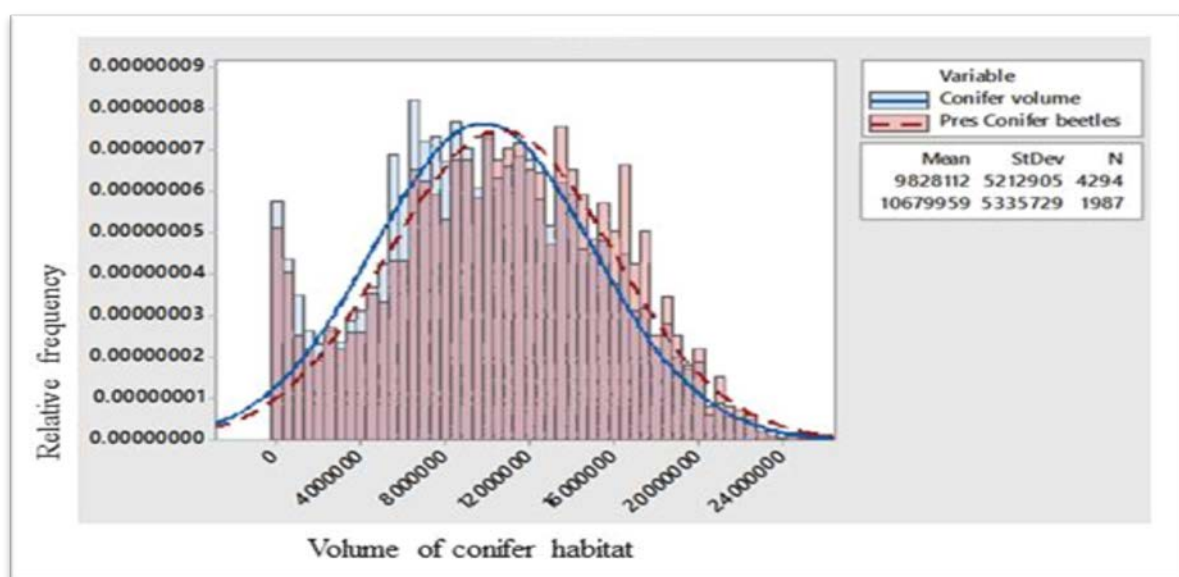 0.00000009
0.00000008
0.00000007
0.00000006
0.00000005
0.00000004
0.00000003
0.00000002
0.00000001
0.00000000
Relative frequency
0
4000000
8000000
12000000
16000000
20000000
24000000
Volume of conifer habitat
Variable
Conifer volume
Pres Conifer beetles
Mean StDev N
9828112 5212905 4294
10679959 5335729 1987